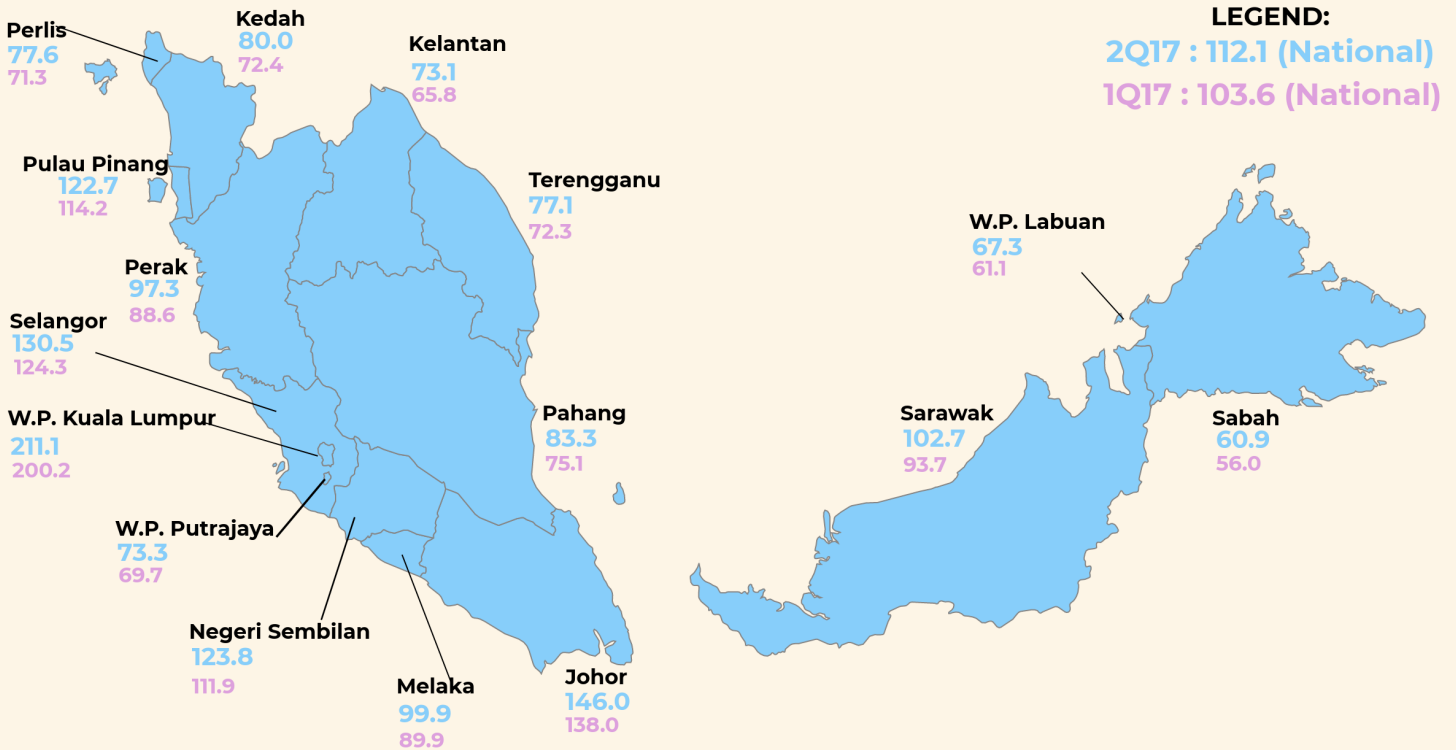 LEGEND:
2Q17 : 112.1 (National)
1Q17 : 103.6 (National)
Perlis
77.6
71.3
Kedah
80.0
72.4
Kelantan
73.1
65.8
Pulau Pinang
122.7
114.2
Terengganu
77.1
72.3
Perak
97.3
88.6
Selangor
130.5
124.3
W.P. Kuala Lumpur
211.1
200.2
Pahang
83.3
75.1
W.P. Putrajaya
73.3
69.7
Negeri Sembilan
123.8
111.9
Melaka
99.9
89.9
Johor
146.0
138.0
W.P. Labuan
67.3
61.1
Sarawak
102.7
93.7
Sabah
60.9
56.0